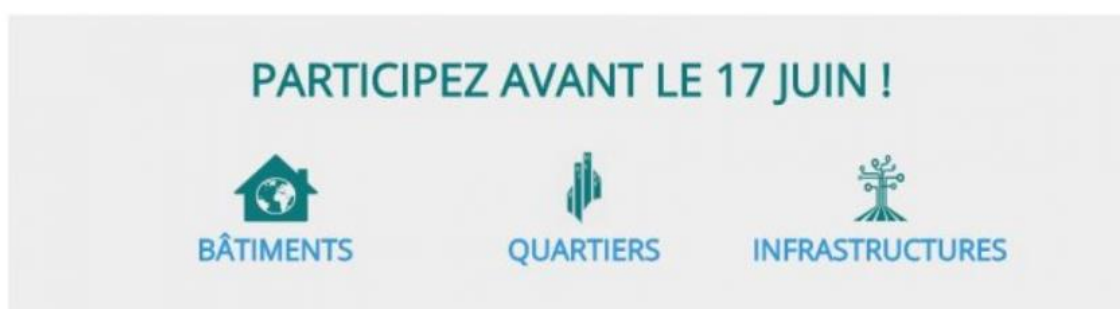 PARTICIPEZ AVANT LE 17 JUIN !
BÂTIMENTS QUARTIERS INFRASTRUCTURES